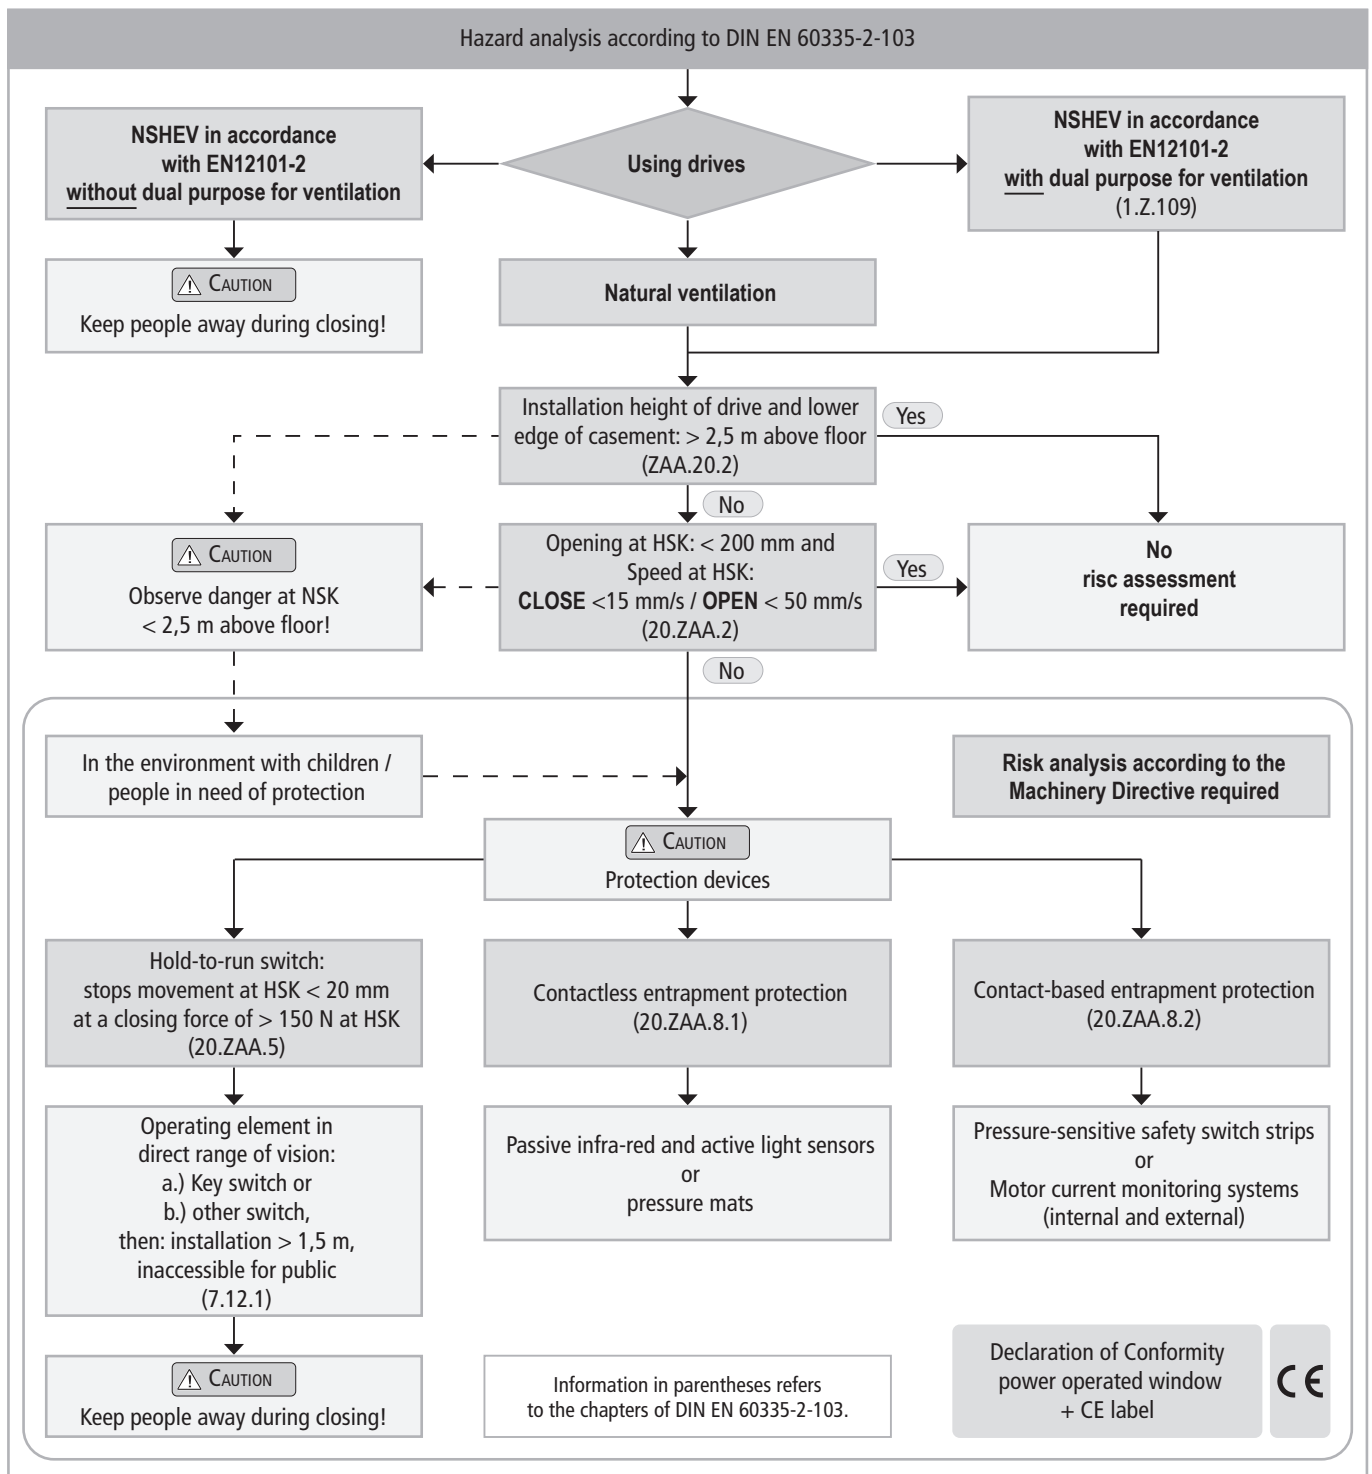 Hazard analysis according to DIN EN 60335-2-103
NSHEV in accordance
with EN12101-2
without dual purpose for ventilation
Using drives
NSHEV in accordance
with EN12101-2
with dual purpose for ventilation
(1.Z.109)
CAUTION
Keep people away during closing!
Natural ventilation
Installation height of drive and lower
edge of casement: > 2,5 m above floor
(ZAA.20.2)
Yes
No
CAUTION
Observe danger at NSK
< 2,5 m above floor!
Opening at HSK: < 200 mm and
Speed at HSK:
CLOSE <15 mm/s / OPEN < 50 mm/s
(20.ZAA.2)
Yes
No
risc assessment
required
No
In the environment with children /
people in need of protection
Risk analysis according to the
Machinery Directive required
CAUTION
Protection devices
Hold-to-run switch:
stops movement at HSK < 20 mm
at a closing force of > 150 N at HSK
(20.ZAA.5)
Contactless entrapment protection
(20.ZAA.8.1)
Contact-based entrapment protection
(20.ZAA.8.2)
Operating element in
direct range of vision:
a.) Key switch or
b.) other switch,
then: installation > 1,5 m,
inaccessible for public
(7.12.1)
Passive infra-red and active light sensors
or
pressure mats
Pressure-sensitive safety switch strips
or
Motor current monitoring systems
(internal and external)
CAUTION
Keep people away during closing!
Information in parentheses refers
to the chapters of DIN EN 60335-2-103.
Declaration of Conformity
power operated window
+ CE label
CE